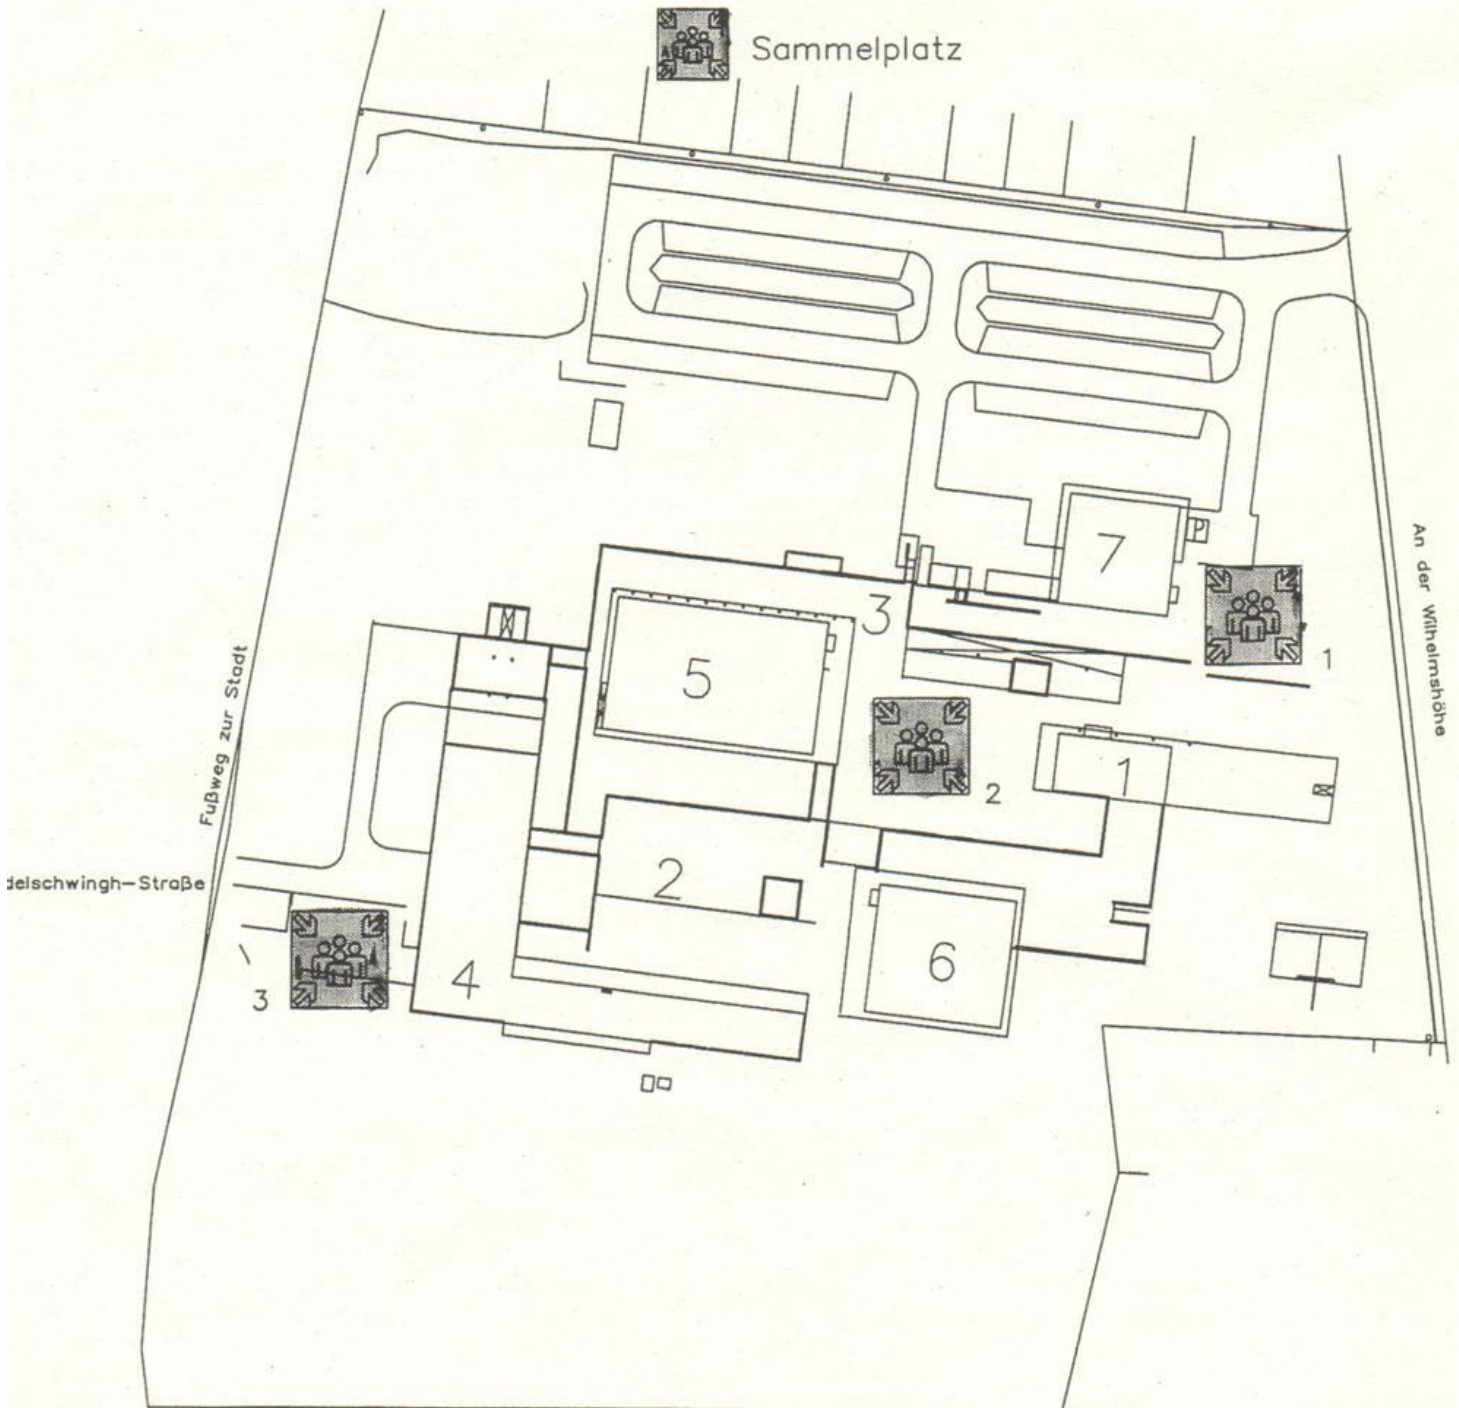 Sammelplatz
An der Wilhelmshöhe
7
3
1
5
1
2
Fußweg zur Stadt
2
delschwingh-Straße
6
4
3